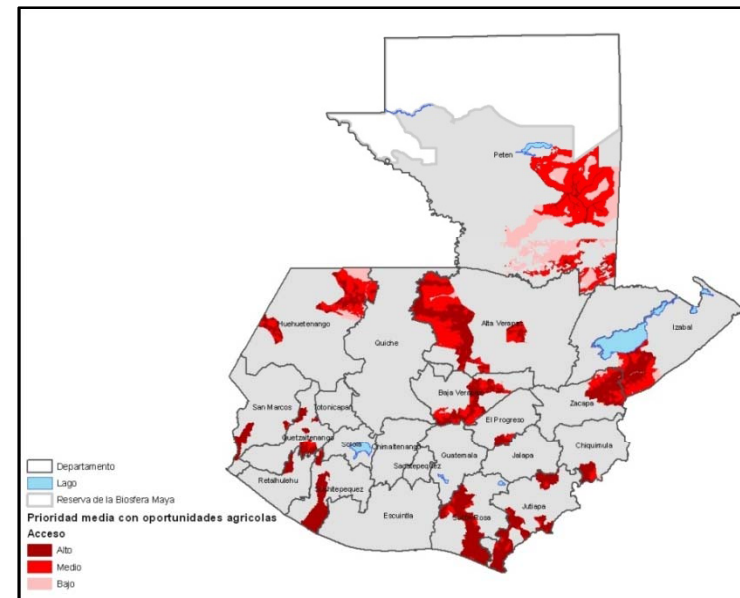 Peten
Huehuetenango
Quiche
Alta Verapaz
Izabal
Baja Verapaz
Zacapa
San Marcos
Totonicapan
El Progreso
Quetzaltenango
Solola
Chimaltenango
Guatemala
Jalapa
Chiquimula
Sacatepequez
Retalhuleu
Suchitepequez
Escuintla
Santa Rosa
Jutiapa
Departamento
Lago
Reserva de la Biosfera Maya
Prioridad media con oportunidades agricolas
Acceso
Alto
Medio
Bajo